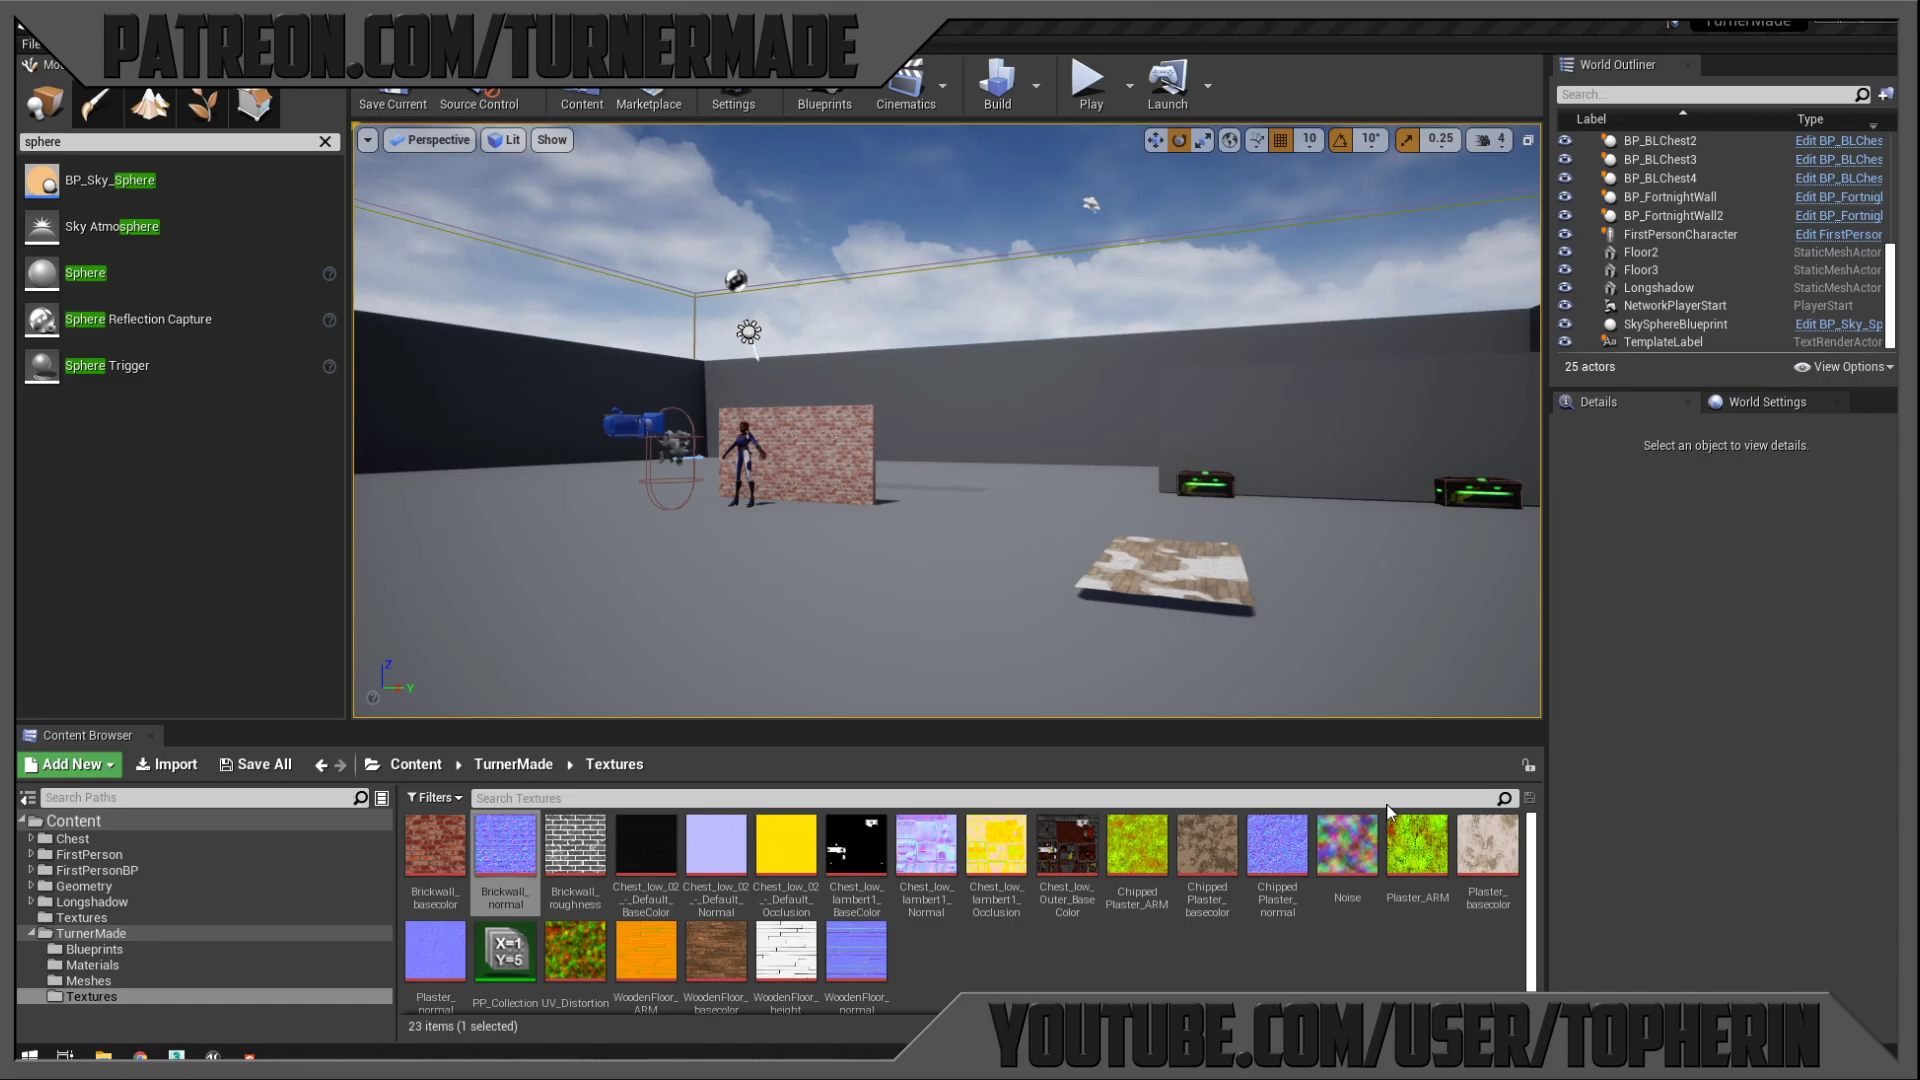 PATREON.COM/TURNERMADE
TurnerMade
File
Mo
Save Current
Source Control
Content
Marketplace
Settings
Blueprints
Cinematics
Build
Play
Launch
sphere
BP_Sky_Sphere
Sky Atmosphere
Sphere
Sphere Reflection Capture
Sphere Trigger
Perspective
Lit
Show
10
10°
0.25
4
Z
Y
World Outliner
Search...
Label
Type
BP_BLChest2 Edit BP_BLChes
BP_BLChest3 Edit BP_BLChes
BP_BLChest4 Edit BP_BLChes
BP_FortnightWall Edit BP_Fortnigl
BP_FortnightWall2 Edit BP_Fortnigl
FirstPersonCharacter Edit FirstPerson
Floor2 StaticMeshActor
Floor3 StaticMeshActor
Longshadow StaticMeshActor
NetworkPlayerStart PlayerStart
SkySphereBlueprint Edit BP_Sky_Sp
TemplateLabel TextRenderActor
25 actors
View Options
Details
World Settings
Select an object to view details.
Content Browser
Add New
Import
Save All
Content
TurnerMade
Textures
Search Paths
Filters
Search Textures
Content
Chest
FirstPerson
FirstPersonBP
Geometry
Longshadow
Textures
TurnerMade
Blueprints
Materials
Meshes
Textures
Brickwall_
basecolor
Brickwall_
normal
Brickwall_
roughness
Chest_low_02
_-_Default_
BaseColor
Chest_low_02
_-_Default_
Normal
Chest_low_02
_-_Default_
Occlusion
Chest_low_
lambert1_
BaseColor
Chest_low_
lambert1_
Normal
Chest_low_
lambert1_
Occlusion
Chest_low_
Outer_Base
Color
Chipped
Plaster_ARM
Chipped
Plaster_
basecolor
Chipped
Plaster_
normal
Noise
Plaster_ARM
Plaster_
basecolor
X=1
Y=5
Plaster_
normal
PP_Collection
UV_Distortion
WoodenFloor_
ARM
WoodenFloor_
basecolor
WoodenFloor_
height
WoodenFloor_
normal
23 items (1 selected)
YOUTUBE.COM/USER/TOPHERIN